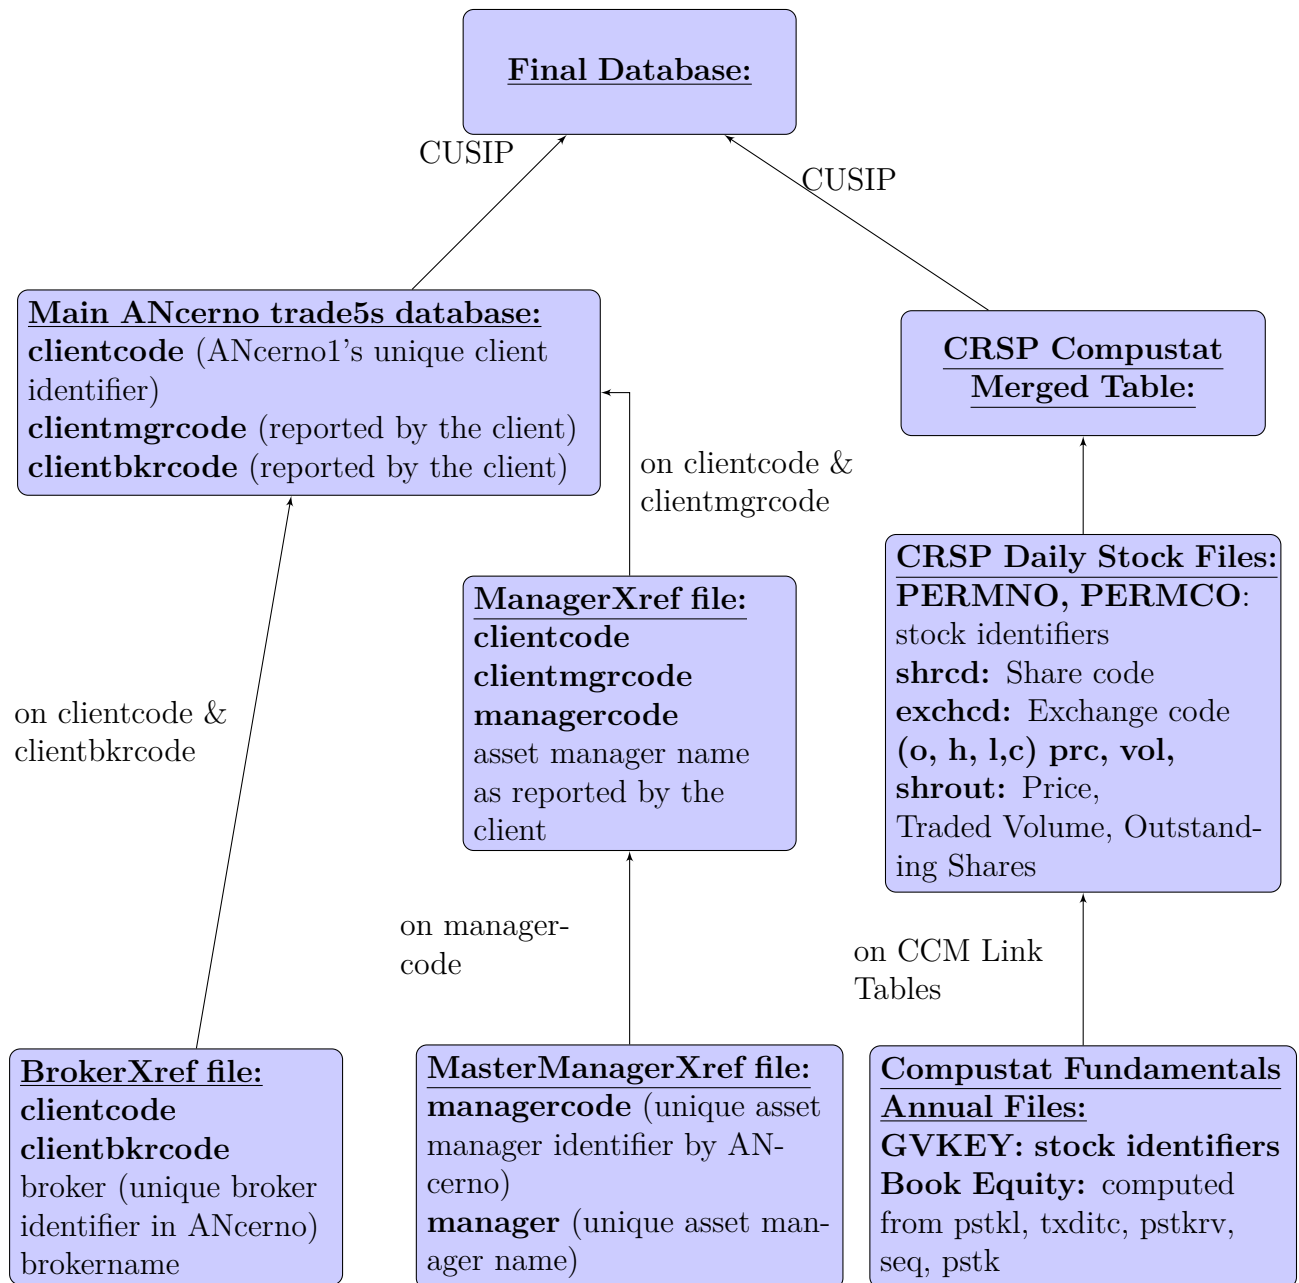 Final Database:
CUSIP
CUSIP
Main ANcerno trade5s database:
clientcode (ANcerno1's unique client
identifier)
clientmgrcode (reported by the client)
clientbkrcode (reported by the client)
CRSP Compustat
Merged Table:
on clientcode &
clientmgrcode
ManagerXref file:
clientcode
clientmgrcode
managercode
asset manager name
as reported by the
client
CRSP Daily Stock Files:
PERMNO, PERMCO:
stock identifiers
shrcd: Share code
exchcd: Exchange code
(o, h, l,c) prc, vol,
shrout: Price,
Traded Volume, Outstand-
ing Shares
on clientcode &
clientbkrcode
on manager-
code
on CCM Link
Tables
BrokerXref file:
clientcode
clientbkrcode
broker (unique broker
identifier in ANcerno)
brokername
MasterManagerXref file:
managercode (unique asset
manager identifier by AN-
cerno)
manager (unique asset man-
ager name)
Compustat Fundamentals
Annual Files:
GVKEY: stock identifiers
Book Equity: computed
from pstkl, txditc, pstkrv,
seq, pstk